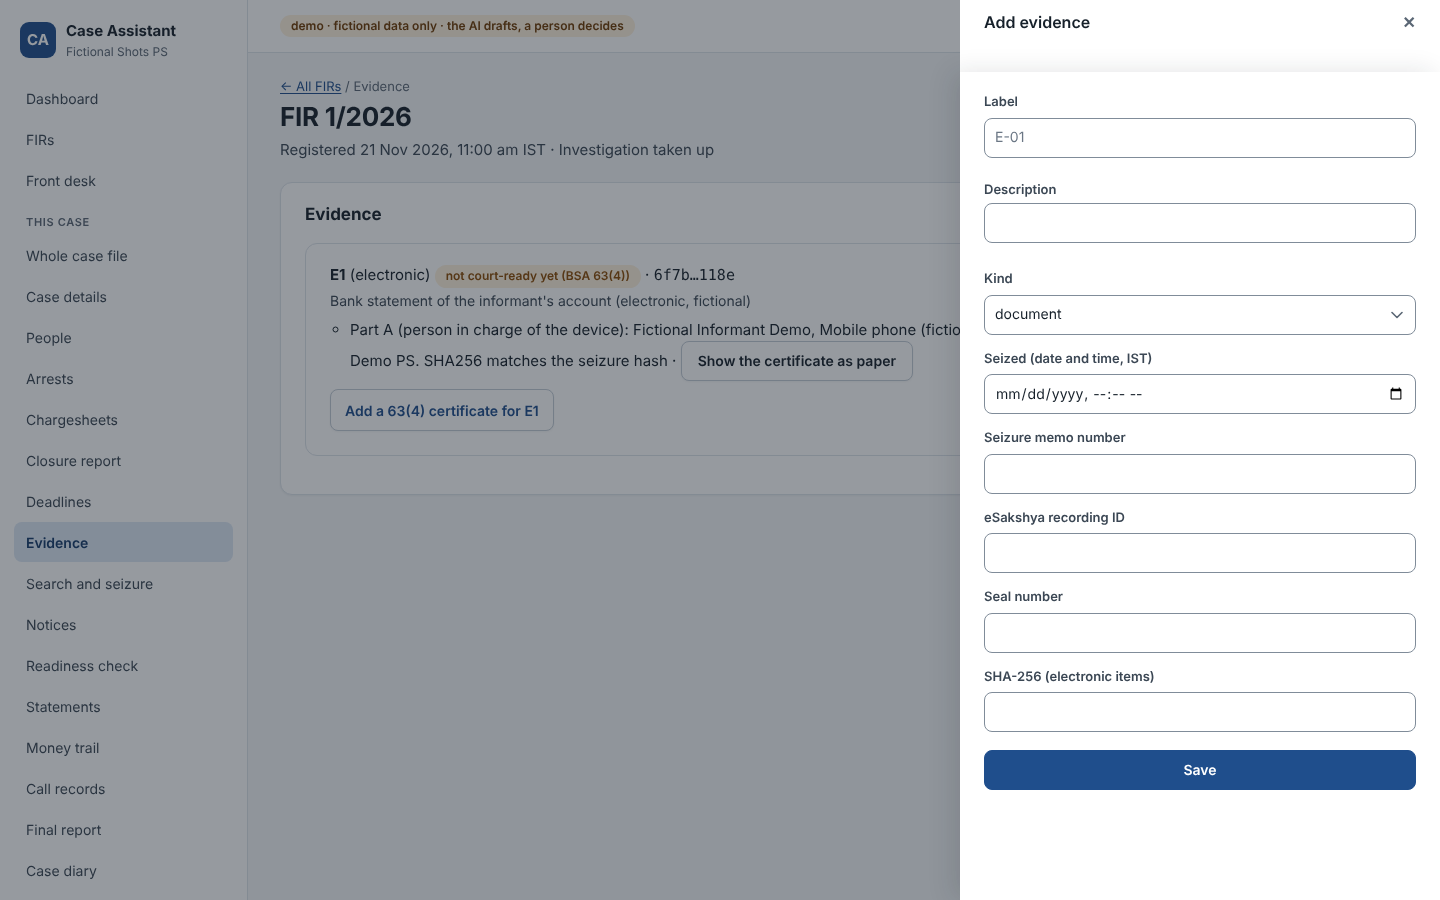 CA
Case Assistant
Fictional Shots PS
Dashboard
FIRs
Front desk
THIS CASE
Whole case file
Case details
People
Arrests
Chargesheets
Closure report
Deadlines
Evidence
Search and seizure
Notices
Readiness check
Statements
Money trail
Call records
Final report
Case diary
demo · fictional data only · the AI drafts, a person decides
← All FIRs / Evidence
FIR 1/2026
Registered 21 Nov 2026, 11:00 am IST · Investigation taken up
Evidence
E1 (electronic) not court-ready yet (BSA 63(4)) · 6f7b…118e
Bank statement of the informant's account (electronic, fictional)
Part A (person in charge of the device): Fictional Informant Demo, Mobile phone (fictio
Demo PS. SHA256 matches the seizure hash · Show the certificate as paper
Add a 63(4) certificate for E1
Add evidence ×
Label
E-01
Description
Kind
document
Seized (date and time, IST)
mm/dd/yyyy, --:-- --
Seizure memo number
eSakshya recording ID
Seal number
SHA-256 (electronic items)
Save